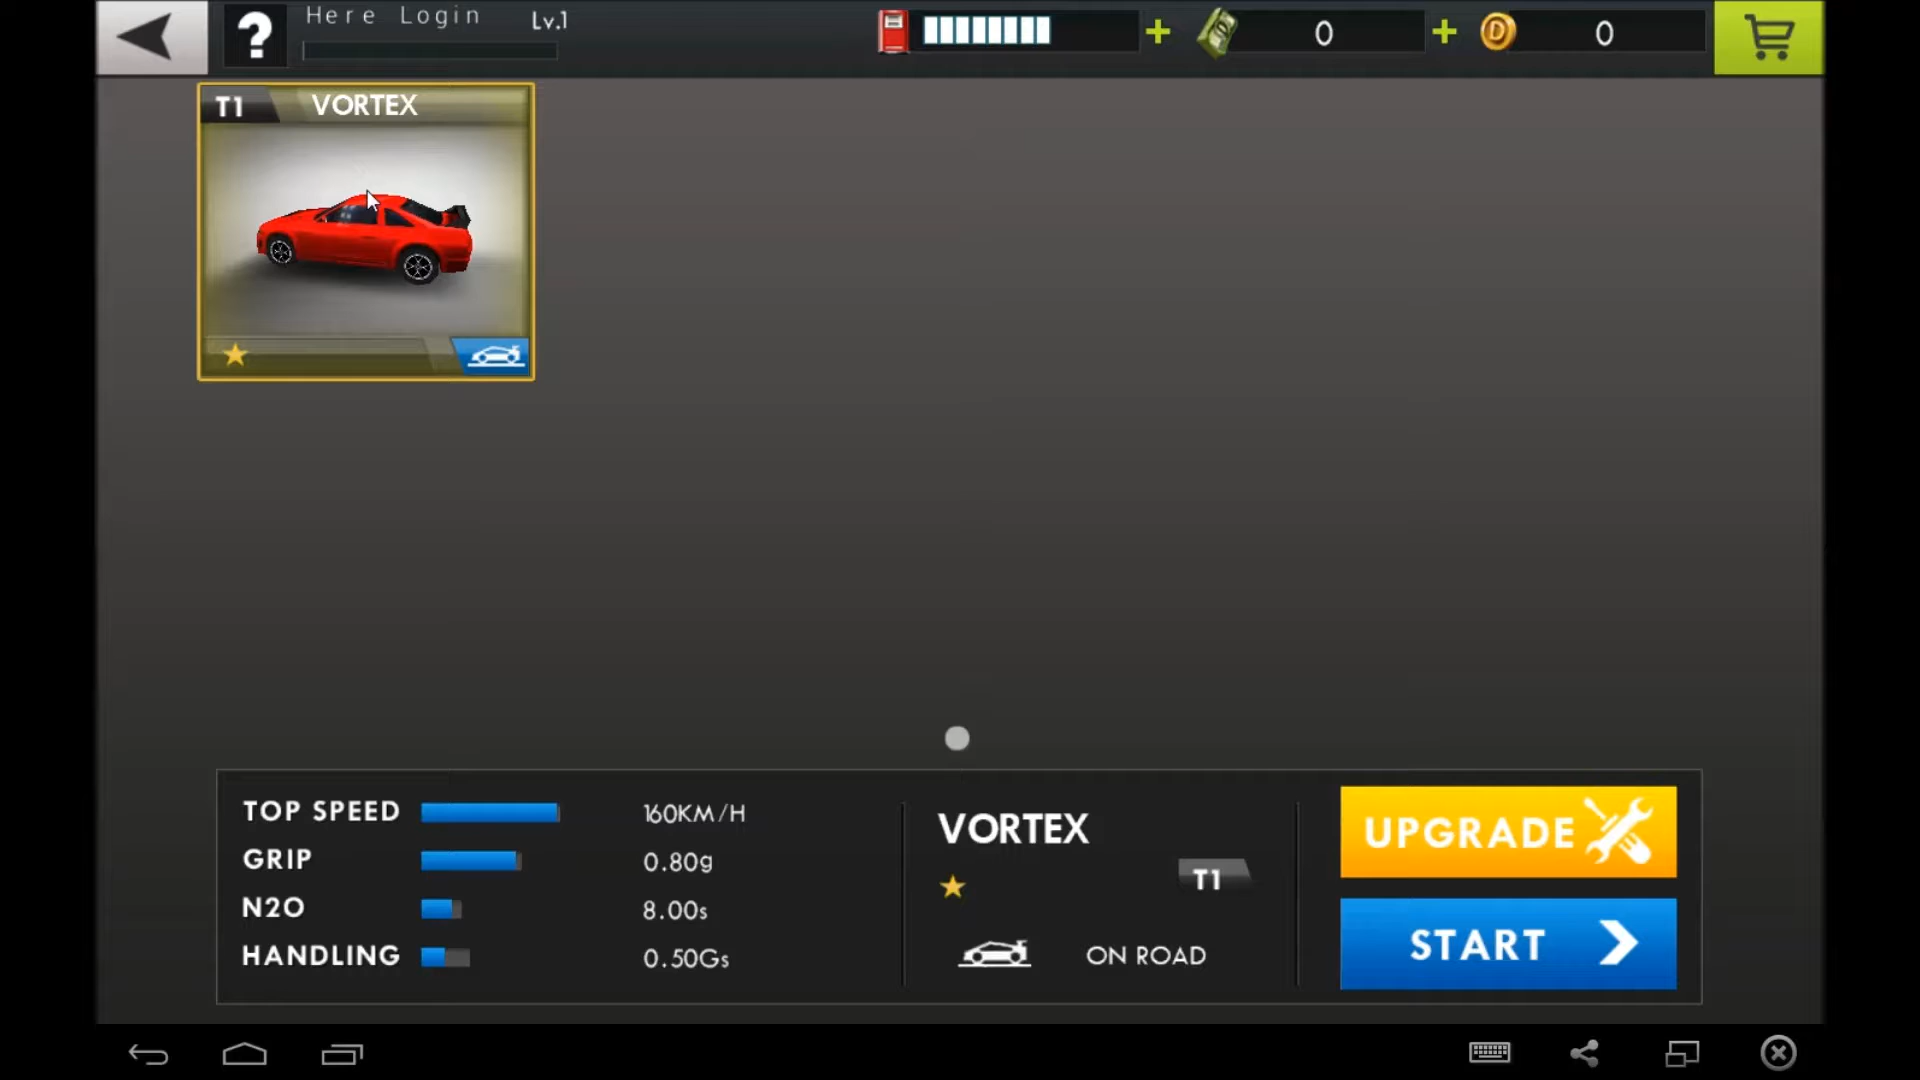 ?
Here Login Lv.1
+ 0 + D 0
T1 VORTEX
TOP SPEED 160KM/H
GRIP 0.80g
N2O 8.00s
HANDLING 0.50Gs
VORTEX
T1
ON ROAD
UPGRADE
START